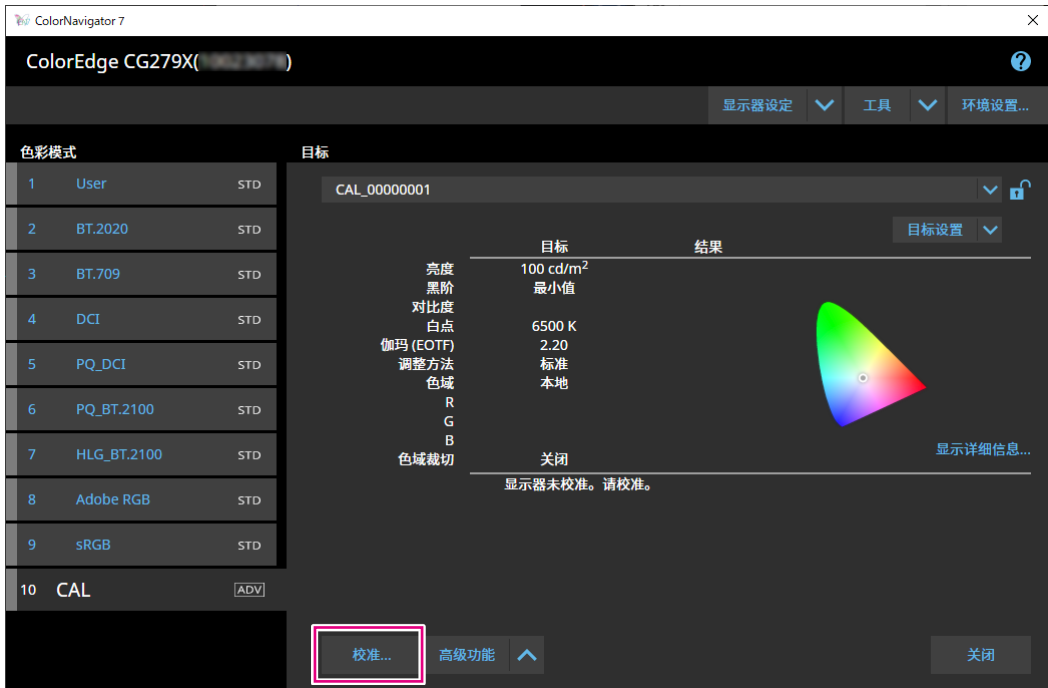 ColorNavigator 7
ColorEdge CG279X( )
显示器设定 工具 环境设置...
色彩模式
1 User STD
2 BT.2020 STD
3 BT.709 STD
4 DCI STD
5 PQ_DCI STD
6 PQ_BT.2100 STD
7 HLG_BT.2100 STD
8 Adobe RGB STD
9 sRGB STD
10 CAL ADV
目标
CAL_00000001
目标设置
目标 结果
亮度 100 cd/m²
黑阶 最小值
对比度
白点 6500 K
伽玛 (EOTF) 2.20
调整方法 标准
色域 本地
R
G
B
色域裁切 关闭
显示详细信息...
显示器未校准。请校准。
校准... 高级功能 关闭